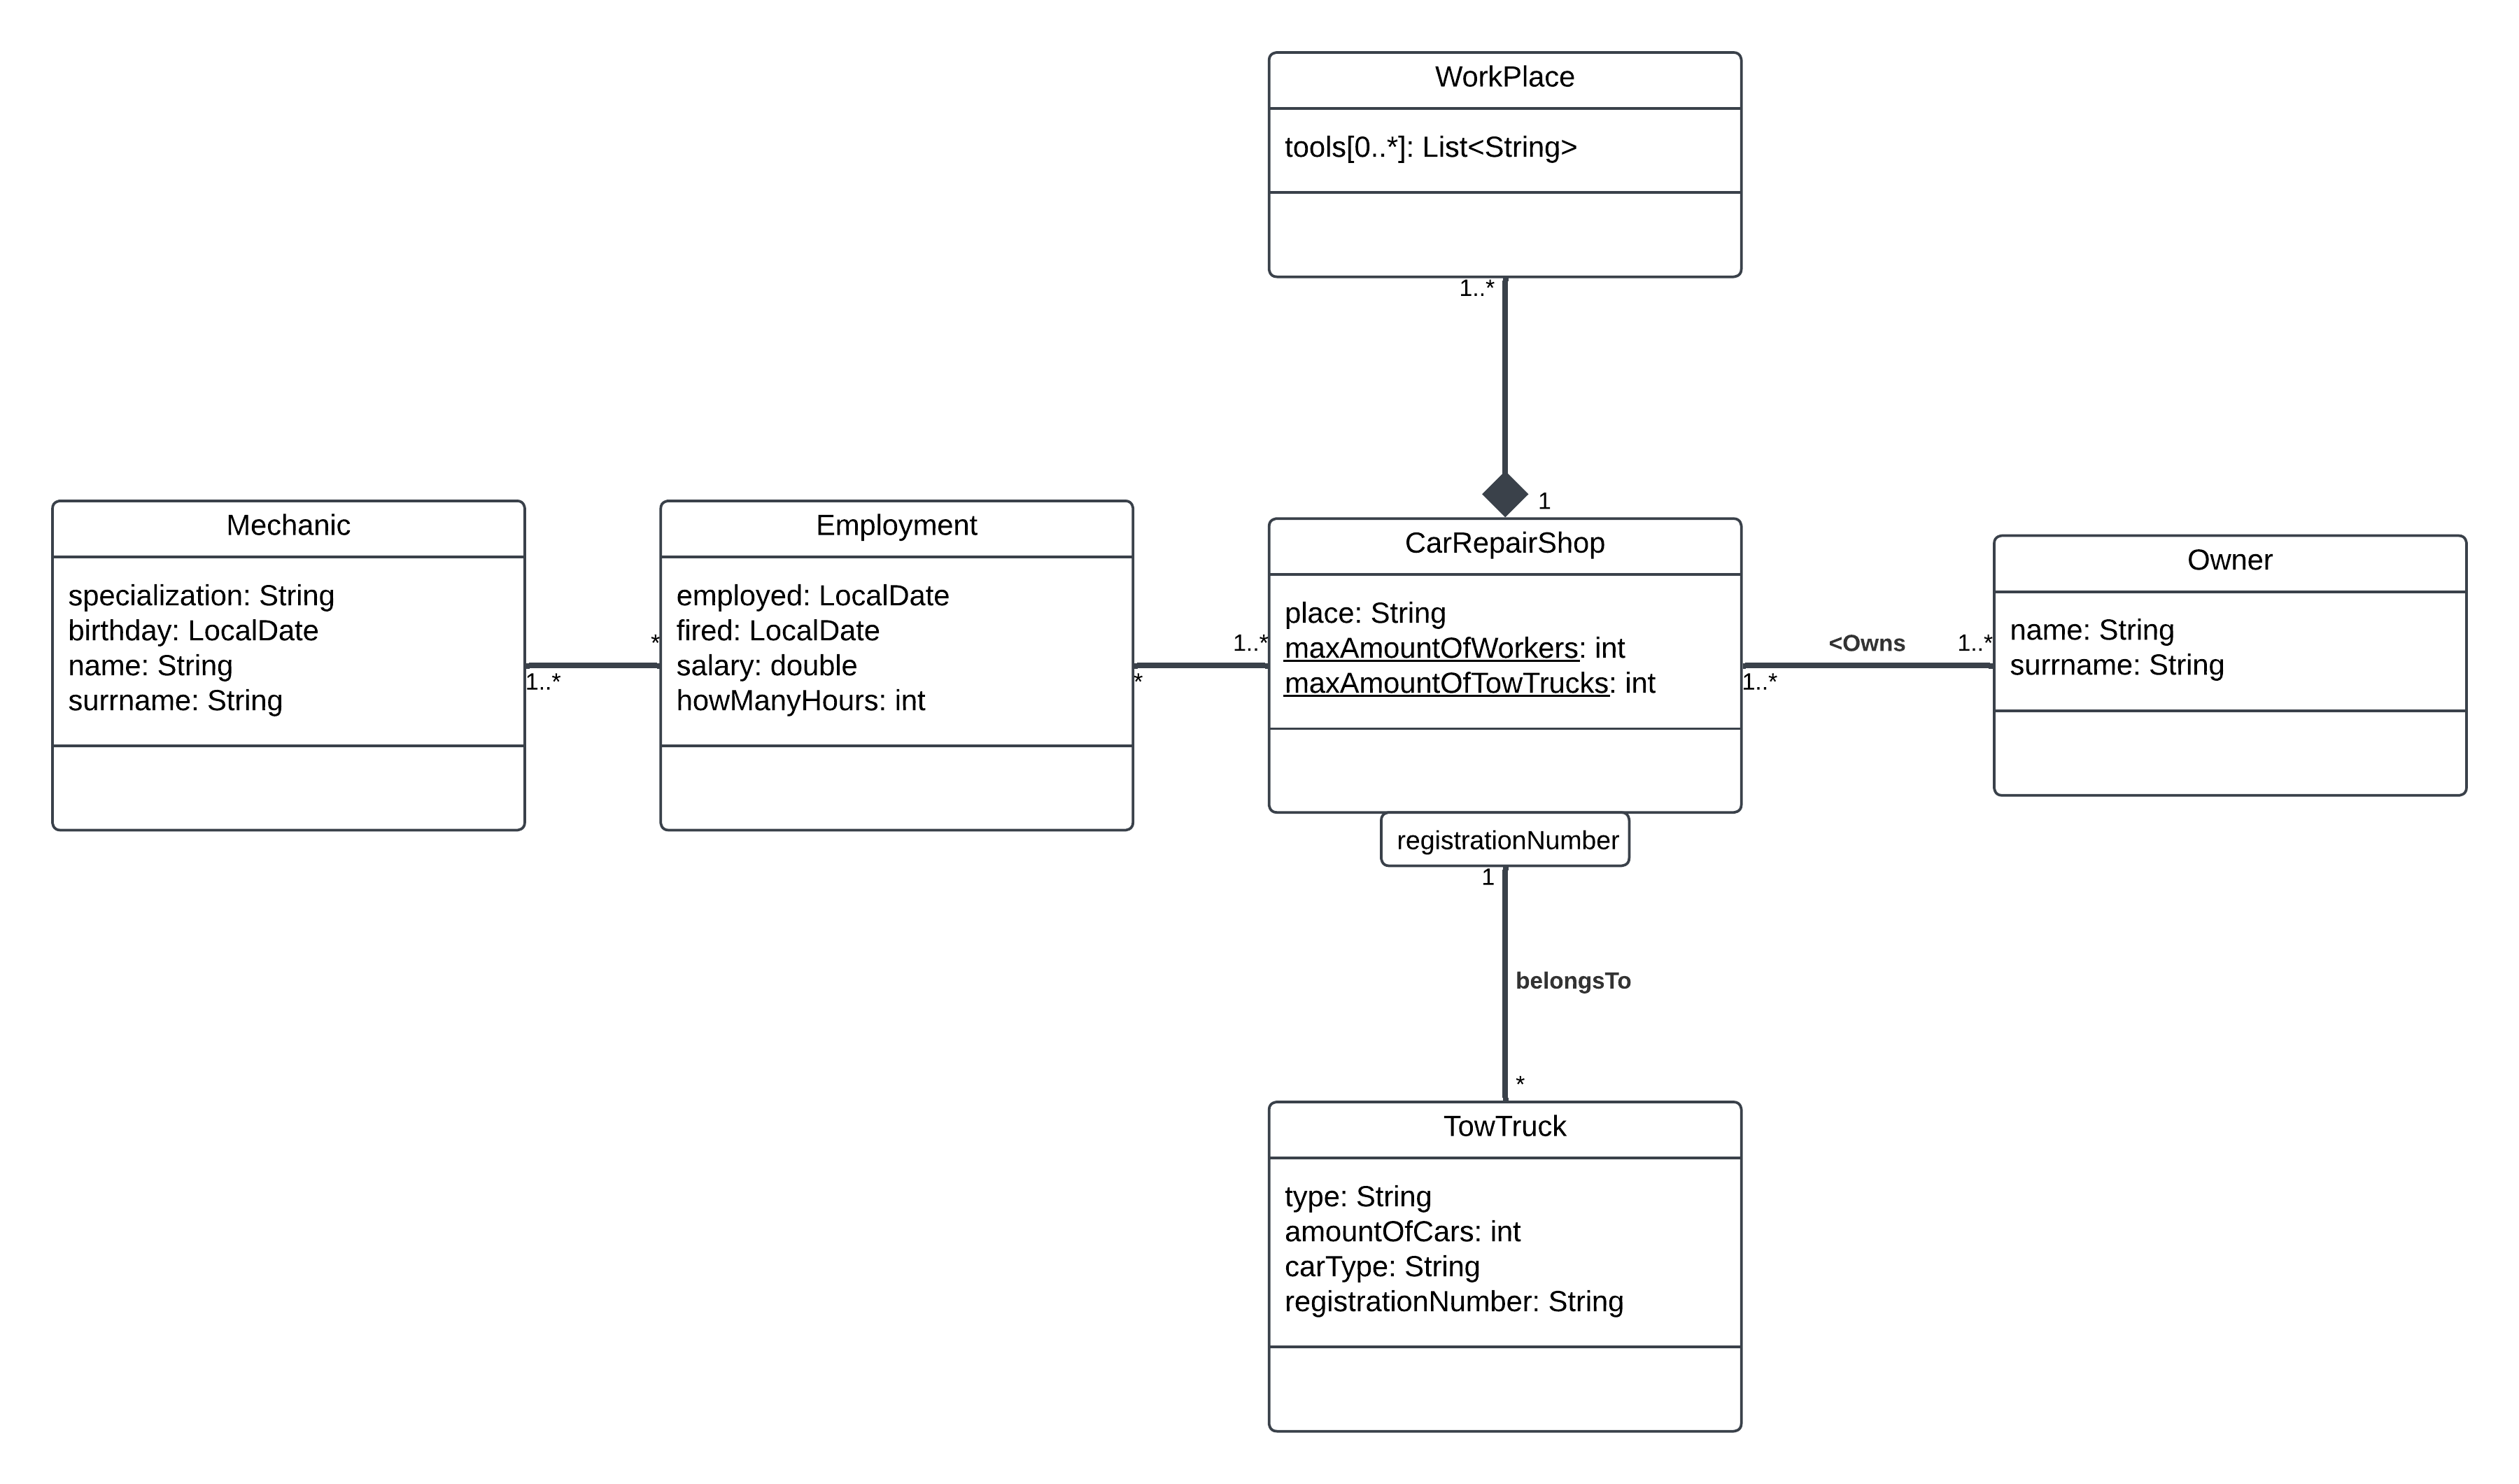 WorkPlace
tools[0..*]: List<String>
1..*
1
Mechanic
specialization: String
birthday: LocalDate
name: String
surrname: String
1..*
*
Employment
employed: LocalDate
fired: LocalDate
salary: double
howManyHours: int
*
1..*
CarRepairShop
place: String
maxAmountOfWorkers: int
maxAmountOfTowTrucks: int
registrationNumber
1..*
<Owns
1..*
Owner
name: String
surrname: String
1
belongsTo
*
TowTruck
type: String
amountOfCars: int
carType: String
registrationNumber: String